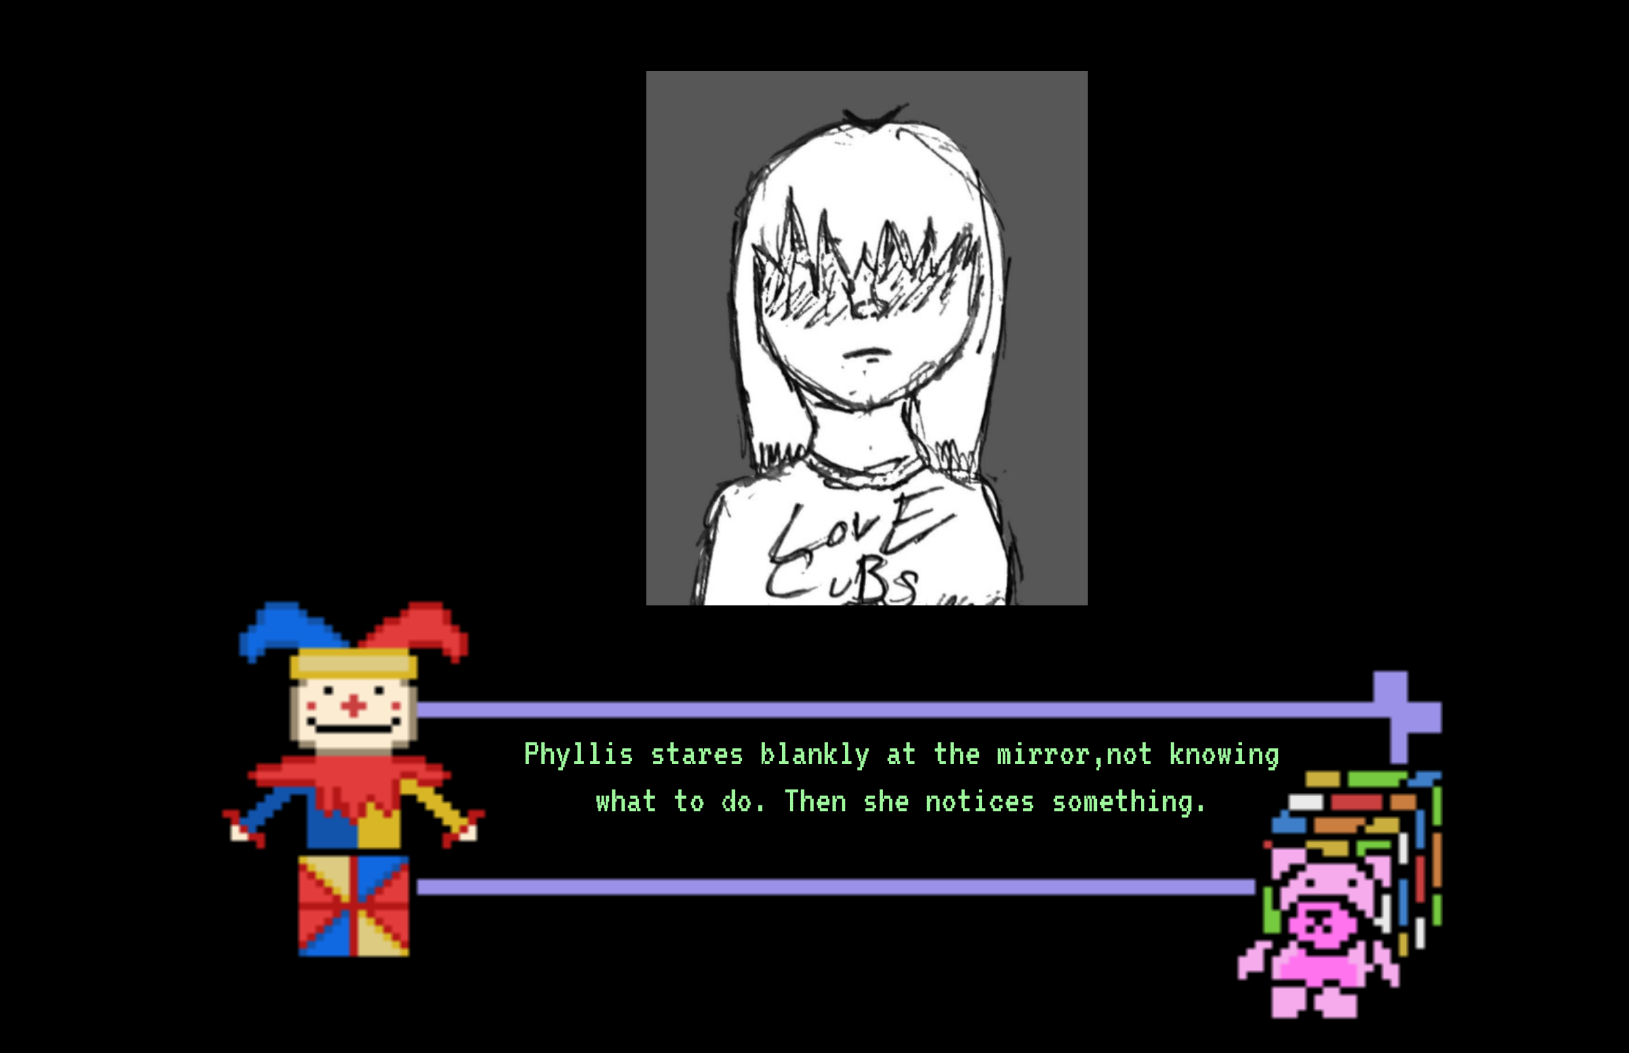 LovE
CuBs
Phyllis stares blankly at the mirror,not knowing
what to do. Then she notices something.